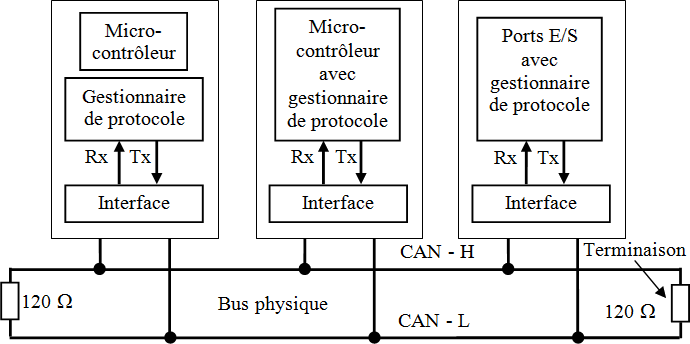 Micro-
contrôleur
Gestionnaire
de protocole
Rx
Tx
Interface
Micro-
contrôleur
avec
gestionnaire
de protocole
Rx
Tx
Interface
Ports E/S
avec
gestionnaire
de protocole
Rx
Tx
Interface
CAN - H
Terminaison
120 Ω
Bus physique
120 Ω
CAN - L